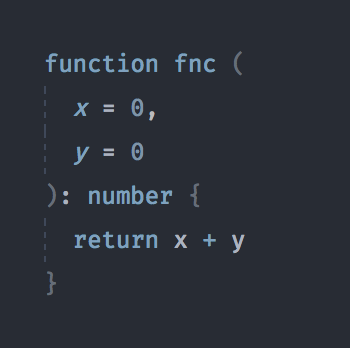 function fnc (
x = 0,
y = 0
): number {
return x + y
}